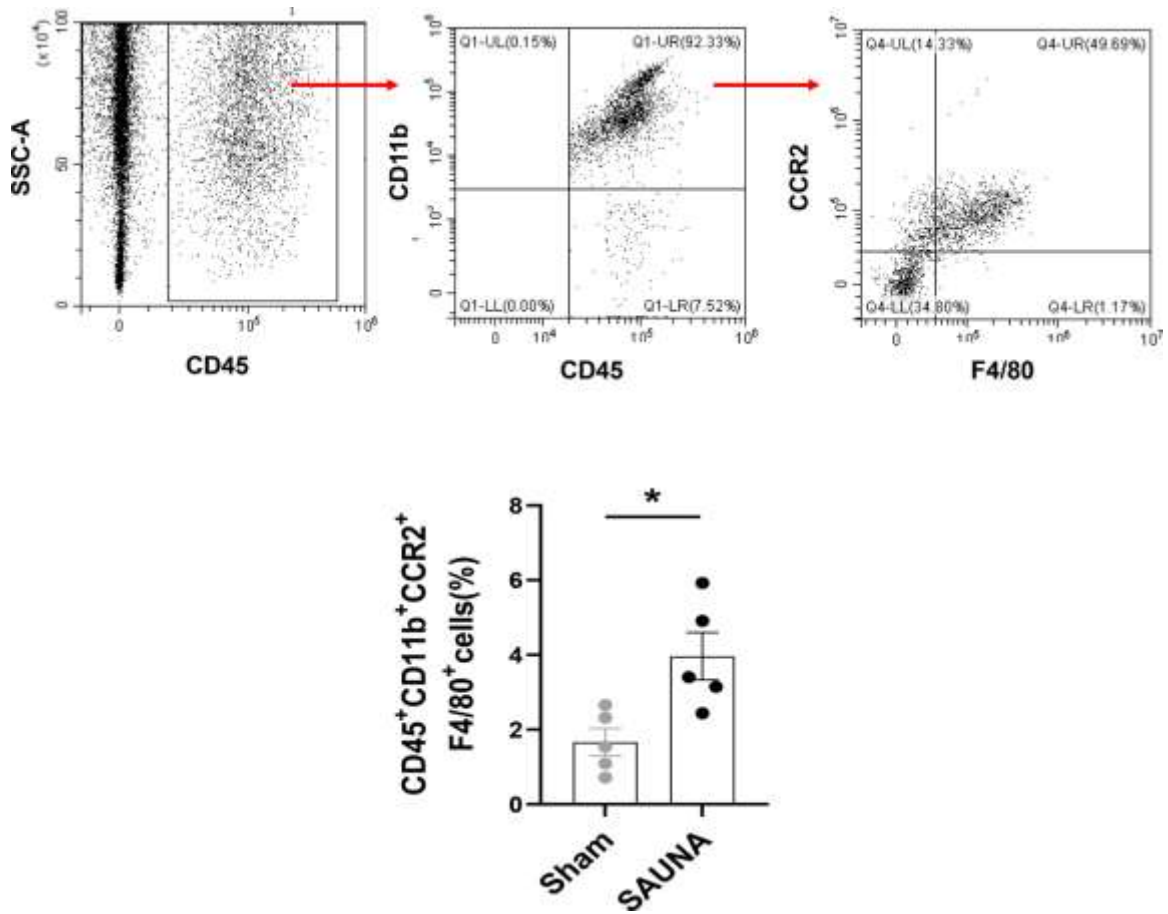 1
(x 10⁴)
100
50
0
SSC-A
0
10⁵
10⁶
CD45
Q1-UL(0.15%)
Q1-UR(92.33%)
10⁶
10⁵
10⁴
10³
0
CD11b
Q1-LL(0.00%)
Q1-LR(7.52%)
0
10⁴
10⁵
10⁶
CD45
10⁷
Q4-UL(14.33%)
Q4-UR(49.69%)
10⁶
10⁵
0
CCR2
Q4-LL(34.80%)
Q4-LR(1.17%)
0
10⁵
10⁶
10⁷
F4/80
CD45⁺CD11b⁺CCR2⁺
F4/80⁺cells(%)
8
6
4
2
0
*
Sham
SAUNA